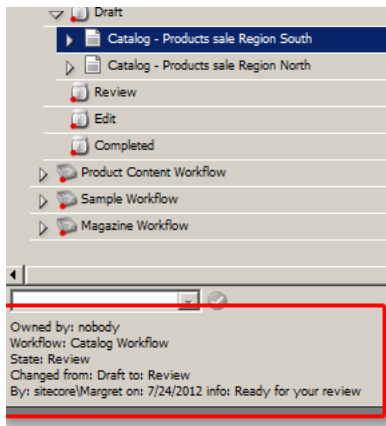 Draft
Catalog - Products sale Region South
Catalog - Products sale Region North
Review
Edit
Completed
Product Content Workflow
Sample Workflow
Magazine Workflow
Owned by: nobody
Workflow: Catalog Workflow
State: Review
Changed from: Draft to: Review
By: sitecore\Margret on: 7/24/2012 info: Ready for your review